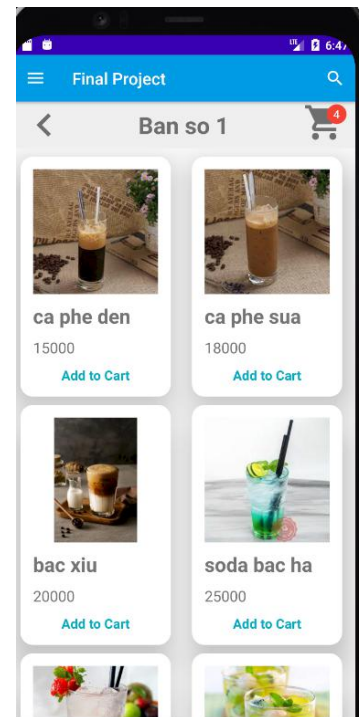 6:4
Final Project
Ban so 1
4
ca phe den
15000
Add to Cart
ca phe sua
18000
Add to Cart
bac xiu
20000
Add to Cart
soda bac ha
25000
Add to Cart